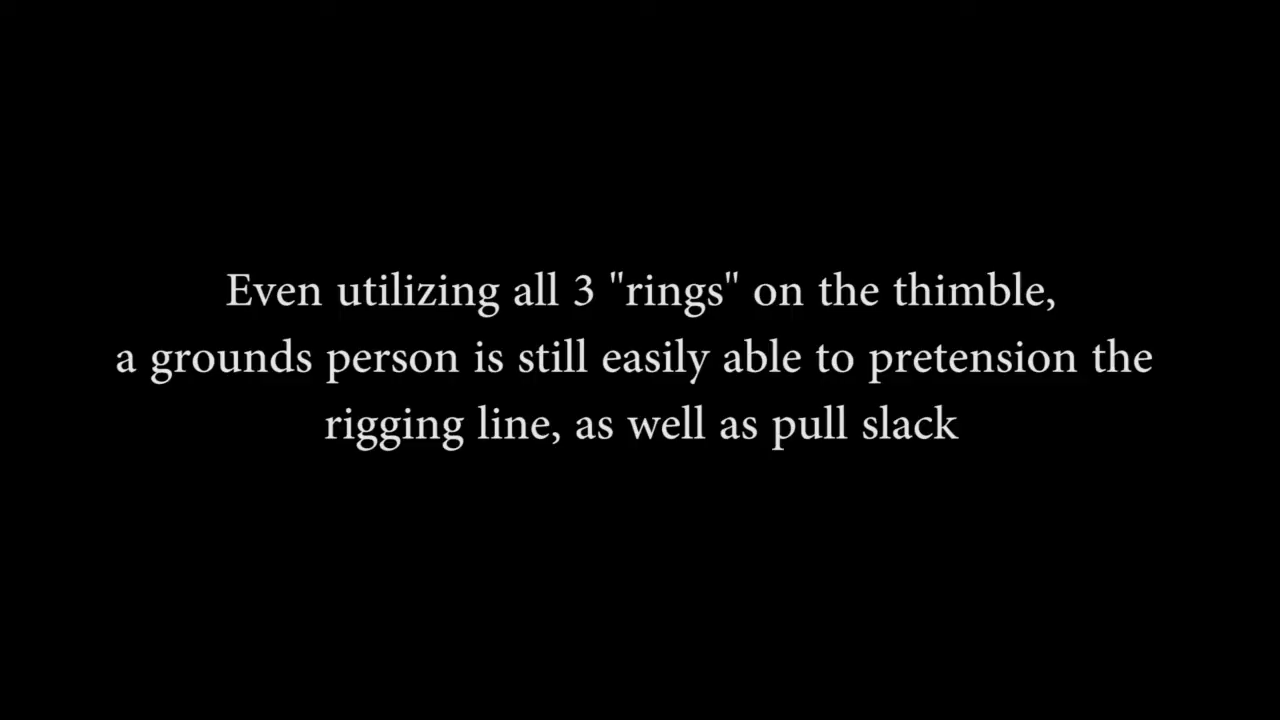 Even utilizing all 3 "rings" on the thimble,
a grounds person is still easily able to pretension the
rigging line, as well as pull slack